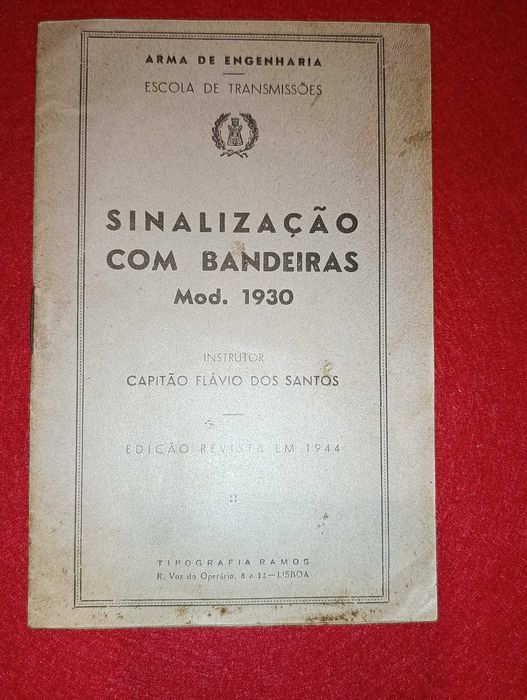 ARMA DE ENGENHARIA
ESCOLA DE TRANSMISSÕES
SINALIZAÇÃO
COM BANDEIRAS
Mod. 1930
INSTRUTOR
CAPITÃO FLÁVIO DOS SANTOS
EDIÇÃO REVISTA EM 1944
TIPOGRAFIA RAMOS
R. Voz do Operário, 8 a 12—LISBOA